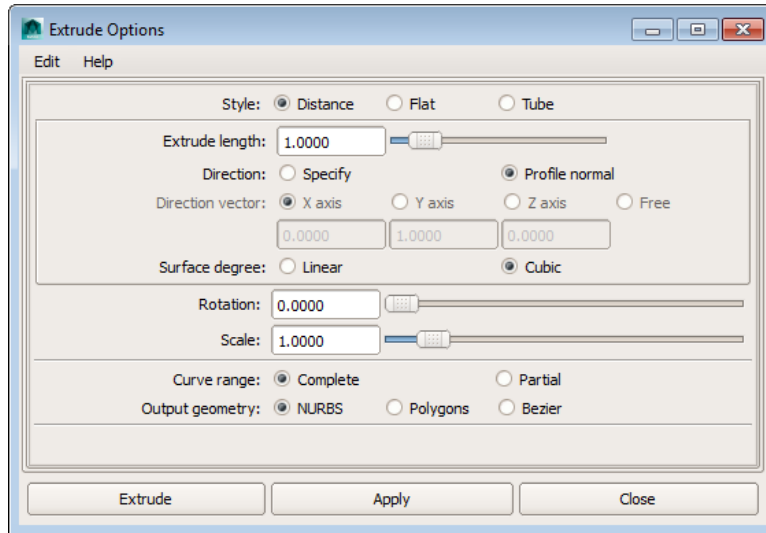 Extrude Options
Edit Help
Style: Distance Flat Tube
Extrude length: 1.0000
Direction: Specify Profile normal
Direction vector: X axis Y axis Z axis Free
0.0000 1.0000 0.0000
Surface degree: Linear Cubic
Rotation: 0.0000
Scale: 1.0000
Curve range: Complete Partial
Output geometry: NURBS Polygons Bezier
Extrude Apply Close